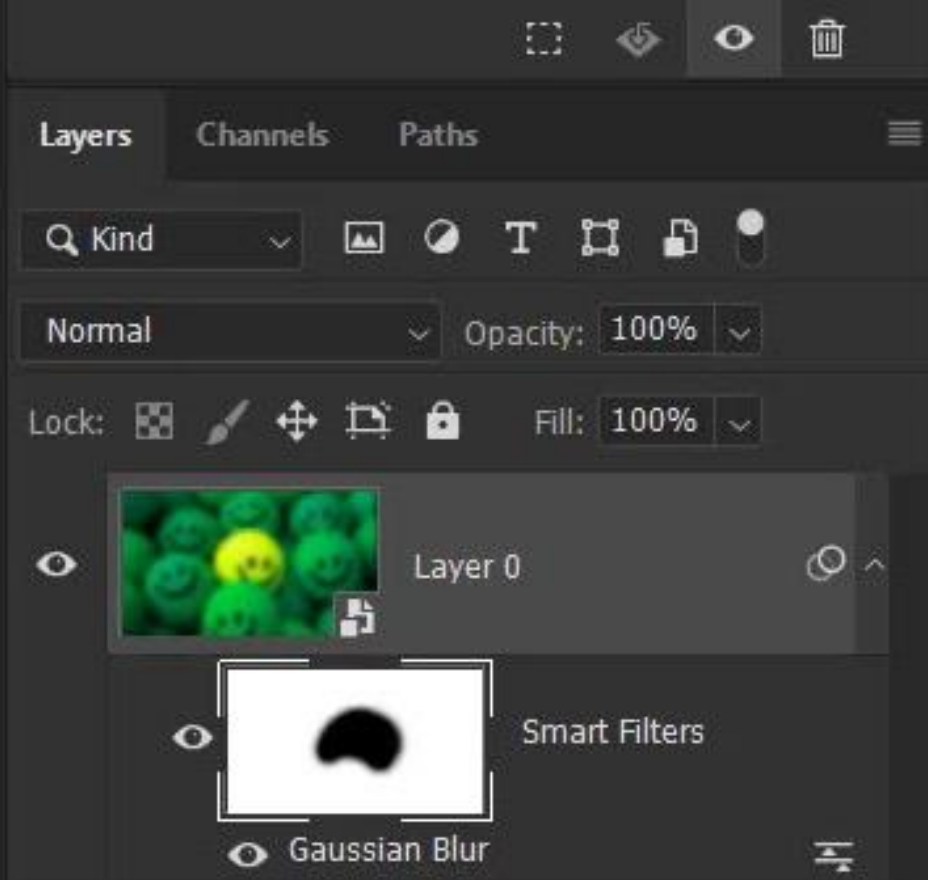 Layers Channels Paths
Kind
Normal Opacity: 100%
Lock: Fill: 100%
Layer 0
Smart Filters
Gaussian Blur